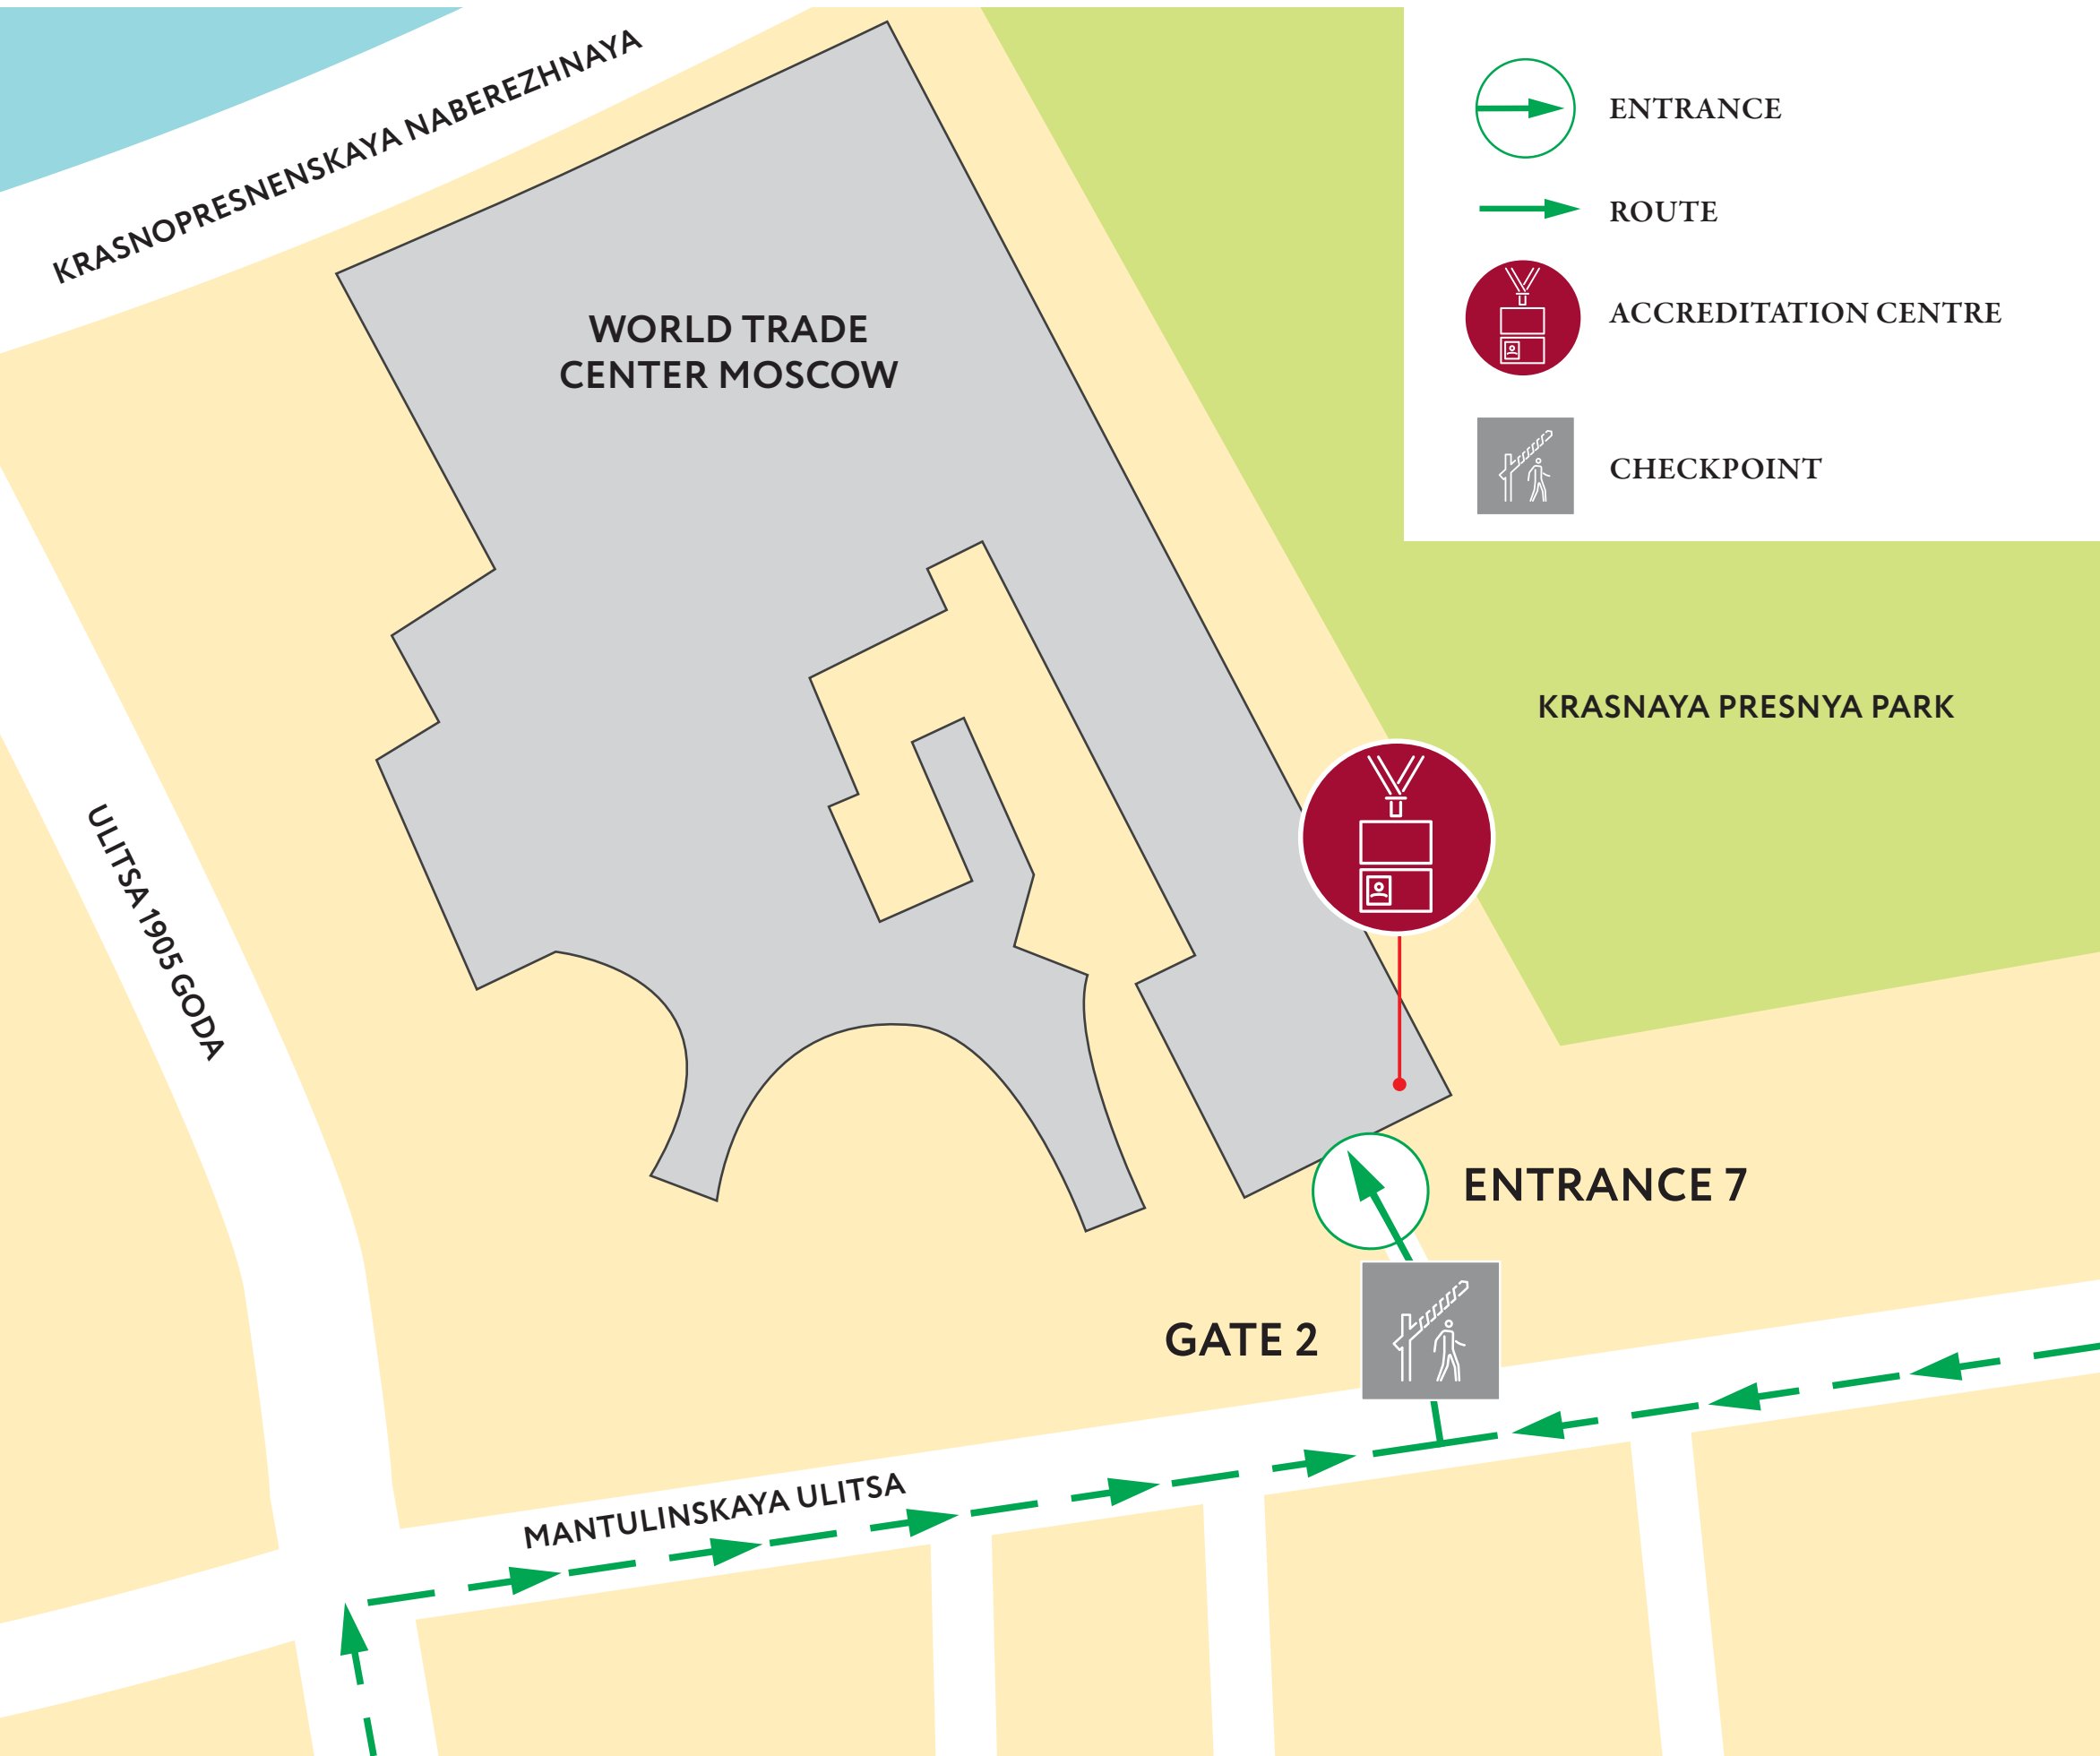 KRASNOPRESNENSKAYA NABEREZHNAYA
ENTRANCE
ROUTE
ACCREDITATION CENTRE
CHECKPOINT
WORLD TRADE
CENTER MOSCOW
KRASNAYA PRESNYA PARK
ULITSA 1905 GODA
ENTRANCE 7
GATE 2
MANTULINSKAYA ULITSA